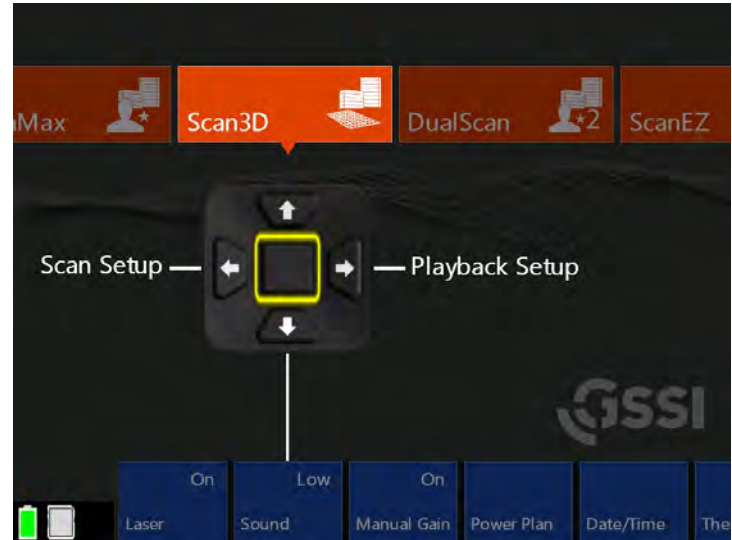 Max
Scan3D
DualScan
2
ScanEZ
Scan Setup
Playback Setup
GSSI
On
Low
On
Laser
Sound
Manual Gain
Power Plan
Date/Time
The